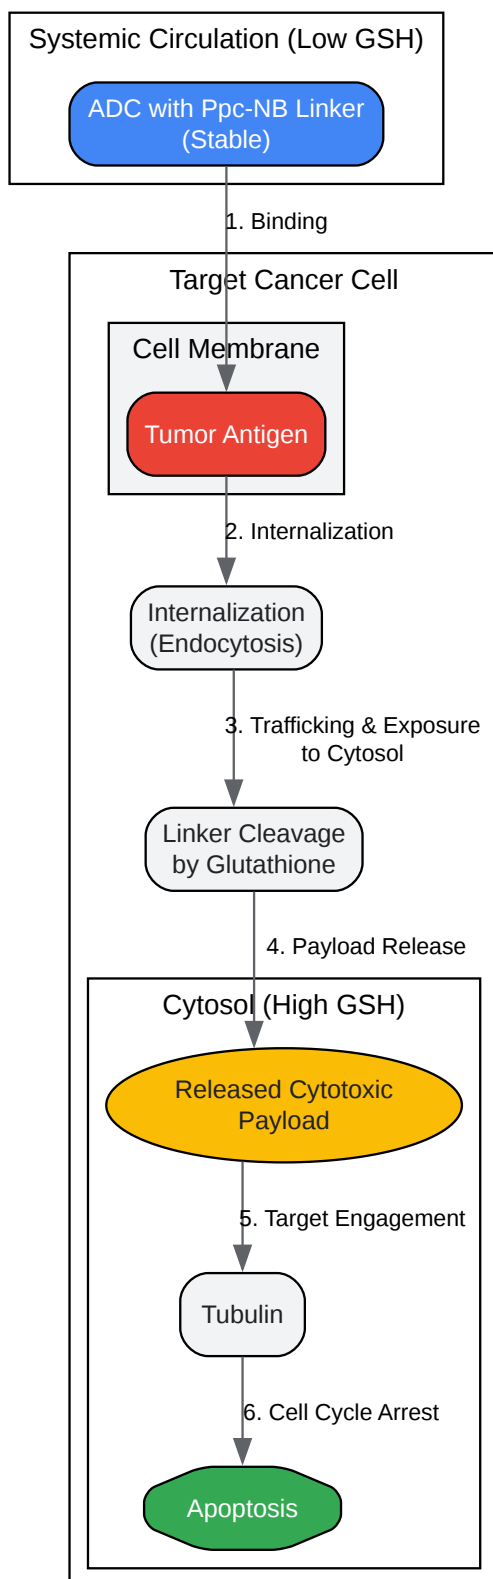 Systemic Circulation (Low GSH)
ADC with Ppc-NB Linker
(Stable)
1. Binding
Target Cancer Cell
Cell Membrane
Tumor Antigen
2. Internalization
Internalization
(Endocytosis)
3. Trafficking & Exposure
to Cytosol
Linker Cleavage
by Glutathione
4. Payload Release
Cytosol (High GSH)
Released Cytotoxic
Payload
5. Target Engagement
Tubulin
6. Cell Cycle Arrest
Apoptosis